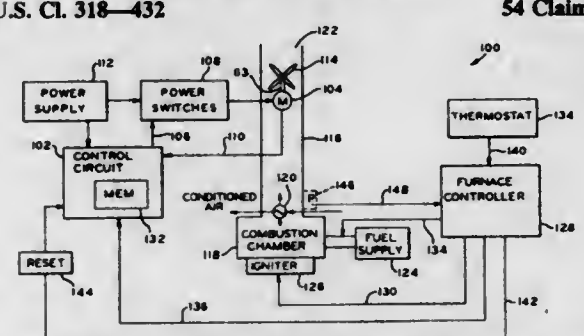 U.S. Cl. 318—432
54 Claim
122
112
108
114
63
100
POWER
SUPPLY
POWER
SWITCHES
M
104
THERMOSTAT
134
102
106
110
116
140
CONTROL
CIRCUIT
MEM
132
120
146
148
CONDITIONED
AIR
P
FURNACE
CONTROLLER
128
COMBUSTION
CHAMBER
118
IGNITER
126
FUEL
SUPPLY
124
134
RESET
144
136
130
142